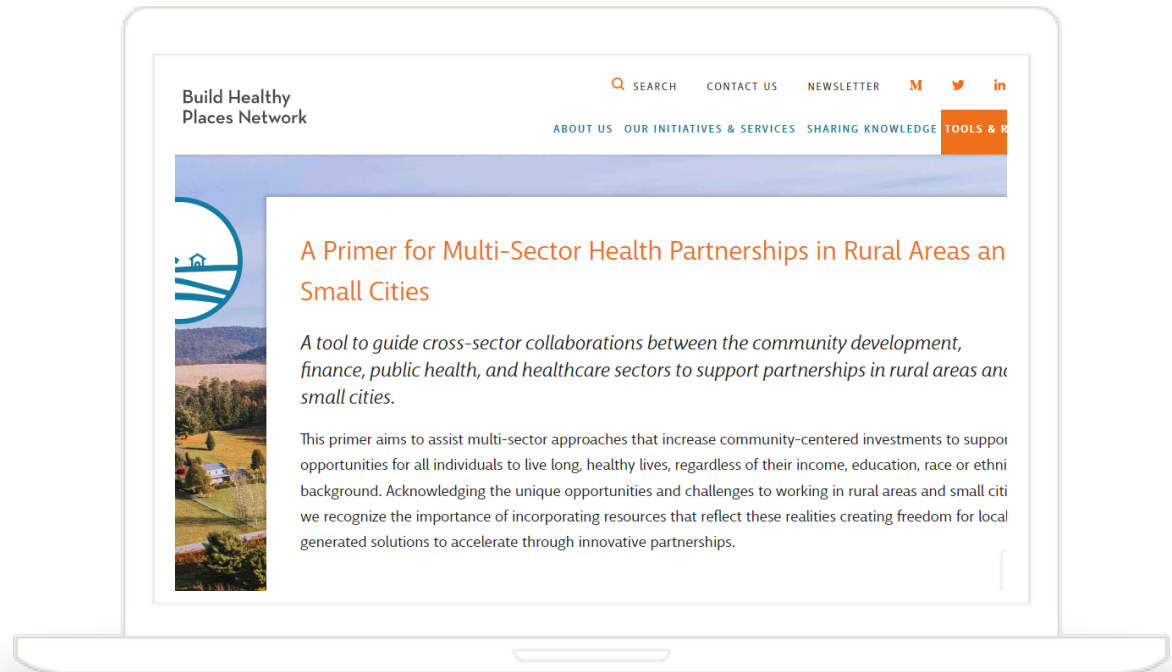 Build Healthy
Places Network
SEARCH CONTACT US NEWSLETTER M in
ABOUT US OUR INITIATIVES & SERVICES SHARING KNOWLEDGE TOOLS & R
A Primer for Multi-Sector Health Partnerships in Rural Areas an
Small Cities
A tool to guide cross-sector collaborations between the community development,
finance, public health, and healthcare sectors to support partnerships in rural areas and
small cities.
This primer aims to assist multi-sector approaches that increase community-centered investments to suppor
opportunities for all individuals to live long, healthy lives, regardless of their income, education, race or ethni
background. Acknowledging the unique opportunities and challenges to working in rural areas and small citi
we recognize the importance of incorporating resources that reflect these realities creating freedom for local
generated solutions to accelerate through innovative partnerships.